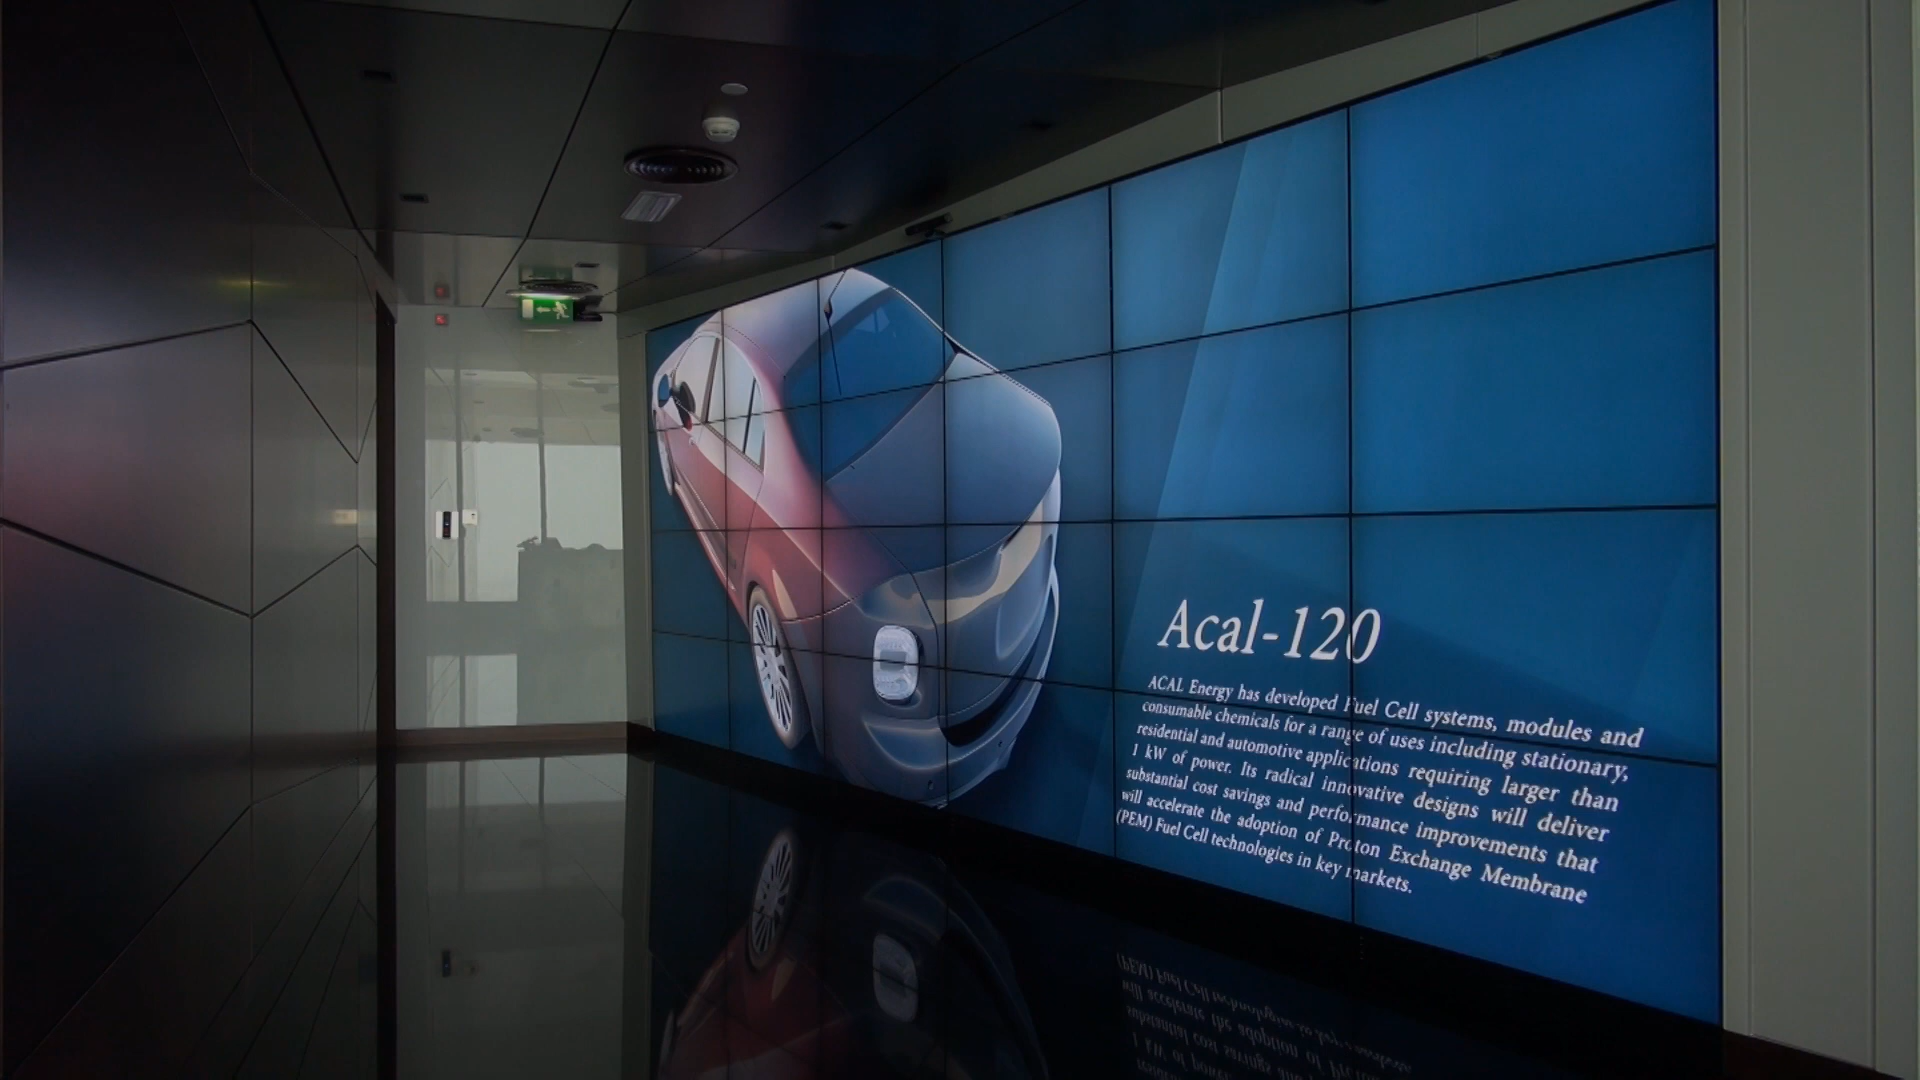 Acal-120
ACAL Energy has developed Fuel Cell systems, modules and
consumable chemicals for a range of uses including stationary,
residential and automotive applications requiring larger than
1 kW of power. Its radical innovative designs will deliver
substantial cost savings and performance improvements that
will accelerate the adoption of Proton Exchange Membrane
(PEM) Fuel Cell technologies in key markets.